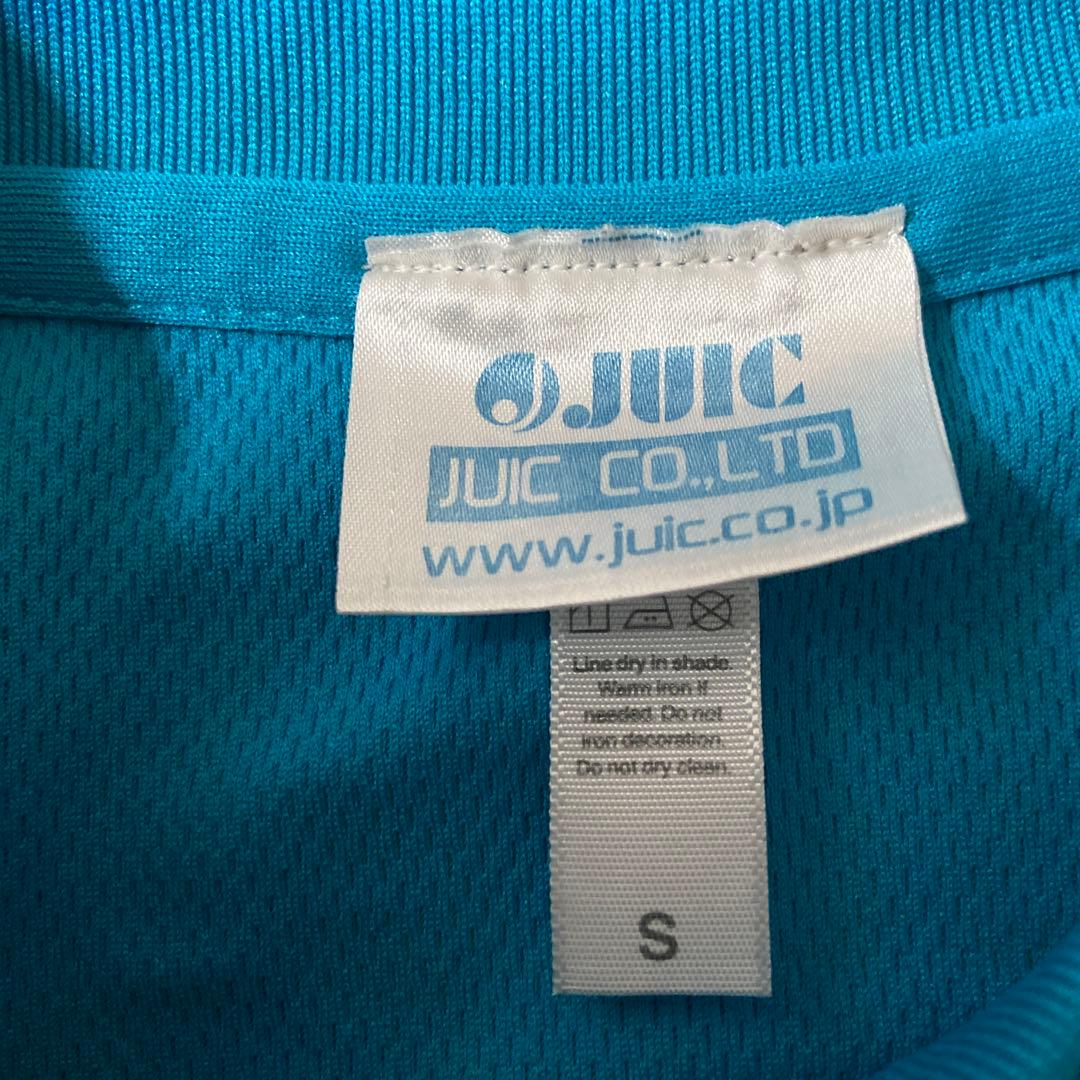 JUIC
JUIC CO.,LTD
www.juic.co.jp
Line dry in shade.
Warm iron if
needed. Do not
iron decoration.
Do not dry clean.
S